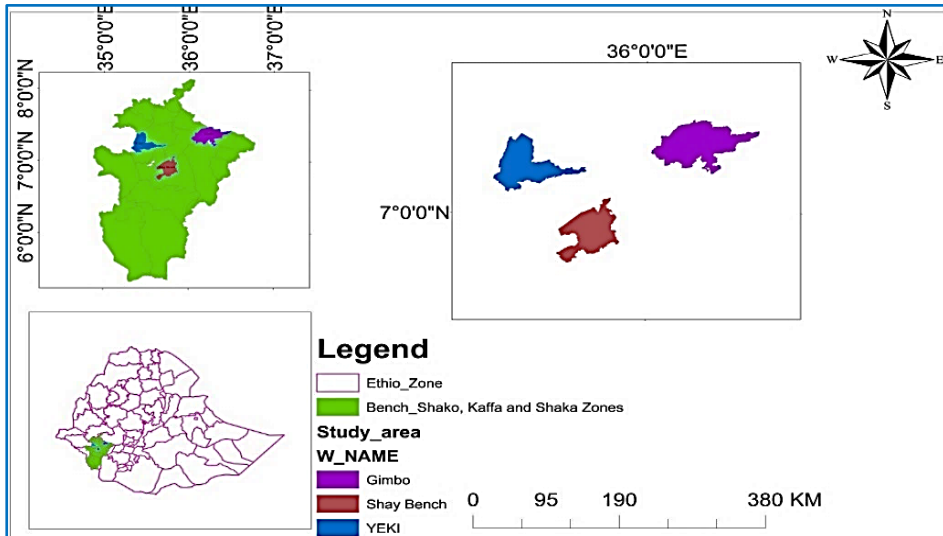 35°0'0"E
36°0'0"E
37°0'0"E
8°0'0"N
7°0'0"N
6°0'0"N
36°0'0"E
7°0'0"N
N
W
E
S
Legend
Ethio_Zone
Bench_Shako, Kaffa and Shaka Zones
Study_area
W_NAME
Gimbo
Shay Bench
YEKI
0 95 190 380 KM